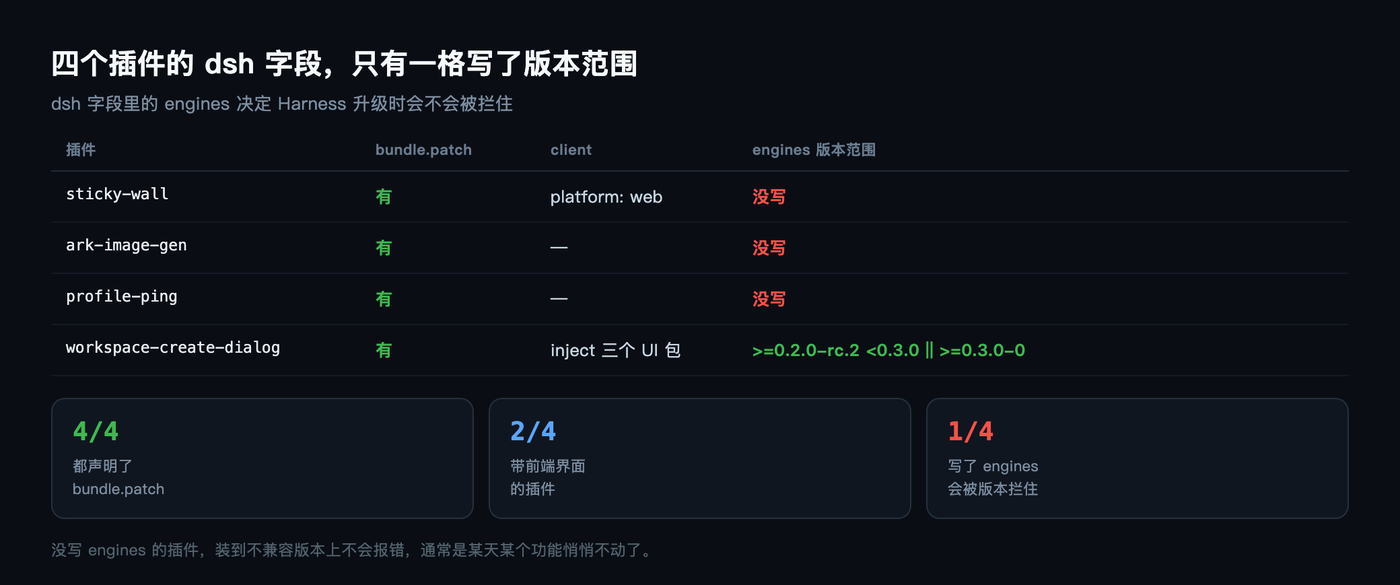 四个插件的 dsh 字段，只有一格写了版本范围
dsh 字段里的 engines 决定 Harness 升级时会不会被拦住
插件 bundle.patch client engines 版本范围
sticky-wall 有 platform: web 没写
ark-image-gen 有 — 没写
profile-ping 有 — 没写
workspace-create-dialog 有 inject 三个 UI 包 >=0.2.0-rc.2 <0.3.0 || >=0.3.0-0
4/4
都声明了
bundle.patch
2/4
带前端界面
的插件
1/4
写了 engines
会被版本拦住
没写 engines 的插件，装到不兼容版本上不会报错，通常是某天某个功能悄悄不动了。